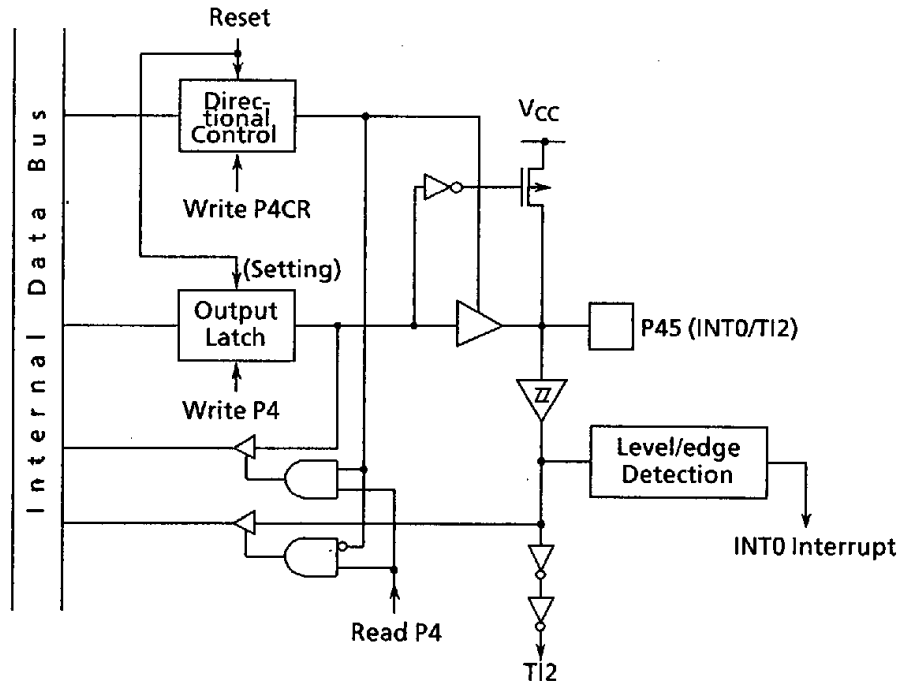 Reset
Direc-
tional
Control
VCC
Write P4CR
(Setting)
Output
Latch
P45 (INT0/TI2)
Write P4
Level/edge
Detection
INT0 Interrupt
Read P4
TI2
Internal Data Bus